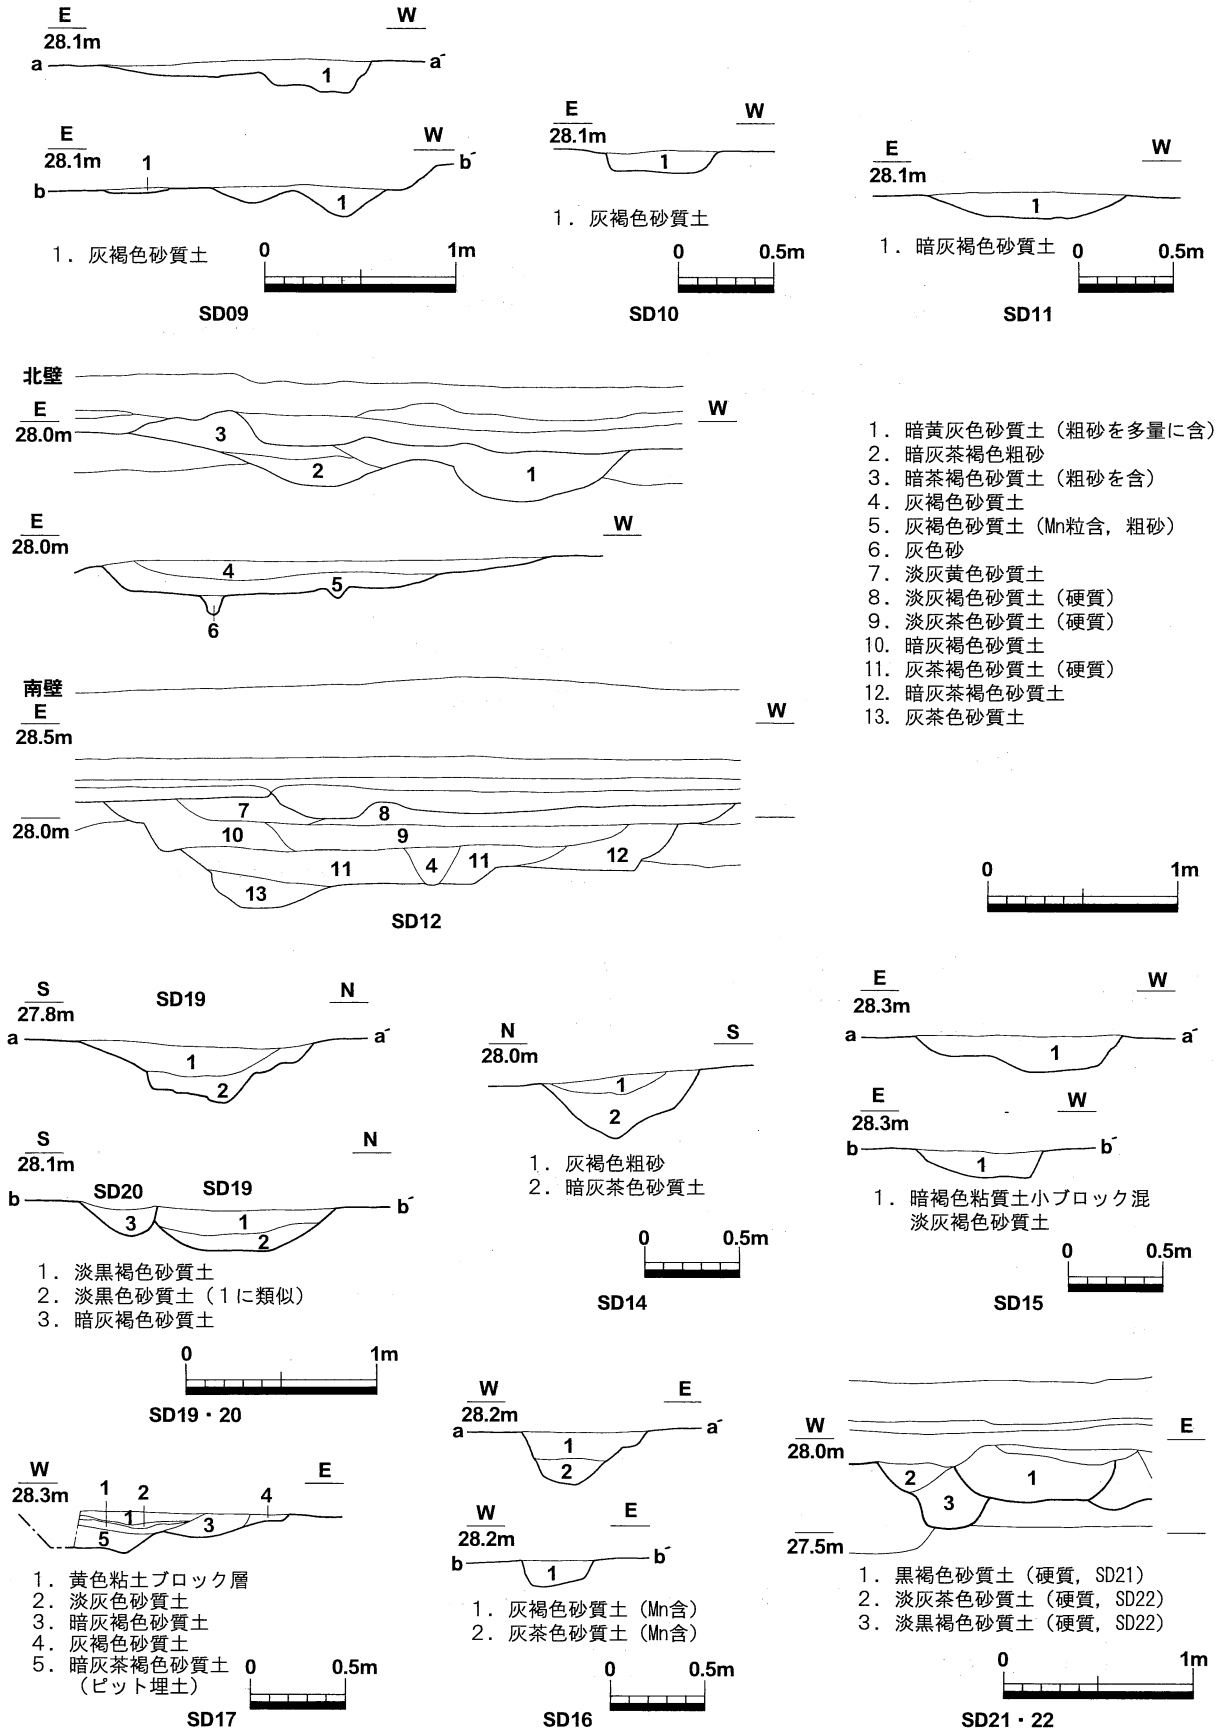 E W
28.1m
a a´
1
E W
28.1m 1
b b´
1
1. 灰褐色砂質土
0 1m
SD09
E W
28.1m
1
1. 灰褐色砂質土
0 0.5m
SD10
E W
28.1m
1
1. 暗灰褐色砂質土
0 0.5m
SD11
北壁
E W
28.0m
3
2 1
E W
28.0m
4
5
6
南壁
E W
28.5m
7 8
28.0m 10 9
11 4 11 12
13
SD12
1. 暗黄灰色砂質土（粗砂を多量に含）
2. 暗灰茶褐色粗砂
3. 暗茶褐色砂質土（粗砂を含）
4. 灰褐色砂質土
5. 灰褐色砂質土（Mn粒含，粗砂）
6. 灰色砂
7. 淡灰黄色砂質土
8. 淡灰褐色砂質土（硬質）
9. 淡灰茶色砂質土（硬質）
10. 暗灰褐色砂質土
11. 灰茶褐色砂質土（硬質）
12. 暗灰茶褐色砂質土
13. 灰茶色砂質土
0 1m
S SD19 N
27.8m
a a´
1
2
S N
28.1m
SD20 SD19
b b´
3 1
2
1. 淡黒褐色砂質土
2. 淡黒色砂質土（1に類似）
3. 暗灰褐色砂質土
0 1m
SD19・20
N S
28.0m
1
2
1. 灰褐色粗砂
2. 暗灰茶色砂質土
0 0.5m
SD14
E W
28.3m
a a´
1
E W
28.3m
b b´
1
1. 暗褐色粘質土小ブロック混
淡灰褐色砂質土
0 0.5m
SD15
W E
28.3m 1 2 4
1 3
5
1. 黄色粘土ブロック層
2. 淡灰色砂質土
3. 暗灰褐色砂質土
4. 灰褐色砂質土
5. 暗灰茶褐色砂質土
（ピット埋土）
0 0.5m
SD17
W E
28.2m
a a´
1
2
W E
28.2m
b b´
1
1. 灰褐色砂質土（Mn含）
2. 灰茶色砂質土（Mn含）
0 0.5m
SD16
W E
28.0m
2 1
3
27.5m
1. 黒褐色砂質土（硬質，SD21）
2. 淡灰茶色砂質土（硬質，SD22）
3. 淡黒褐色砂質土（硬質，SD22）
0 1m
SD21・22